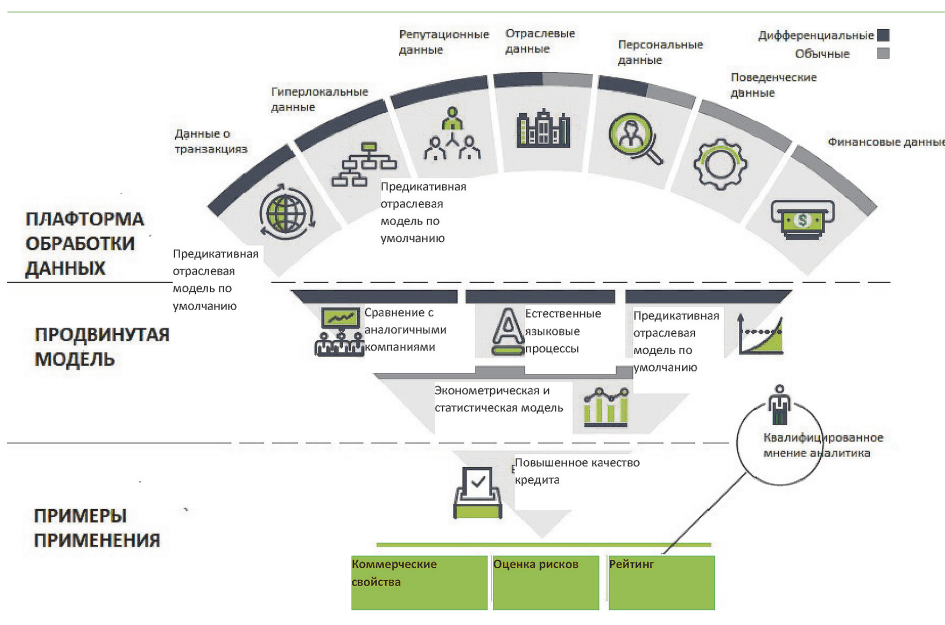 Репутационные
данные
Отраслевые
данные
Персональные
данные
Дифференциальные
Обычные
Гиперлокальные
данные
Поведенческие
данные
Данные о
транзакцияз
Финансовые данные
Предикативная
отраслевая
модель по
умолчанию
ПЛАФТОРМА
ОБРАБОТКИ
ДАННЫХ
Предикативная
отраслевая
модель по
умолчанию
ПРОДВИНУТАЯ
МОДЕЛЬ
Сравнение с
аналогичными
компаниями
Естественные
языковые
процессы
Предикативная
отраслевая
модель по
умолчанию
Эконометрическая и
статистическая модель
Квалифицированное
мнение аналитика
Повышенное качество
кредита
ПРИМЕРЫ
ПРИМЕНЕНИЯ
Коммерческие
свойства
Оценка рисков
Рейтинг